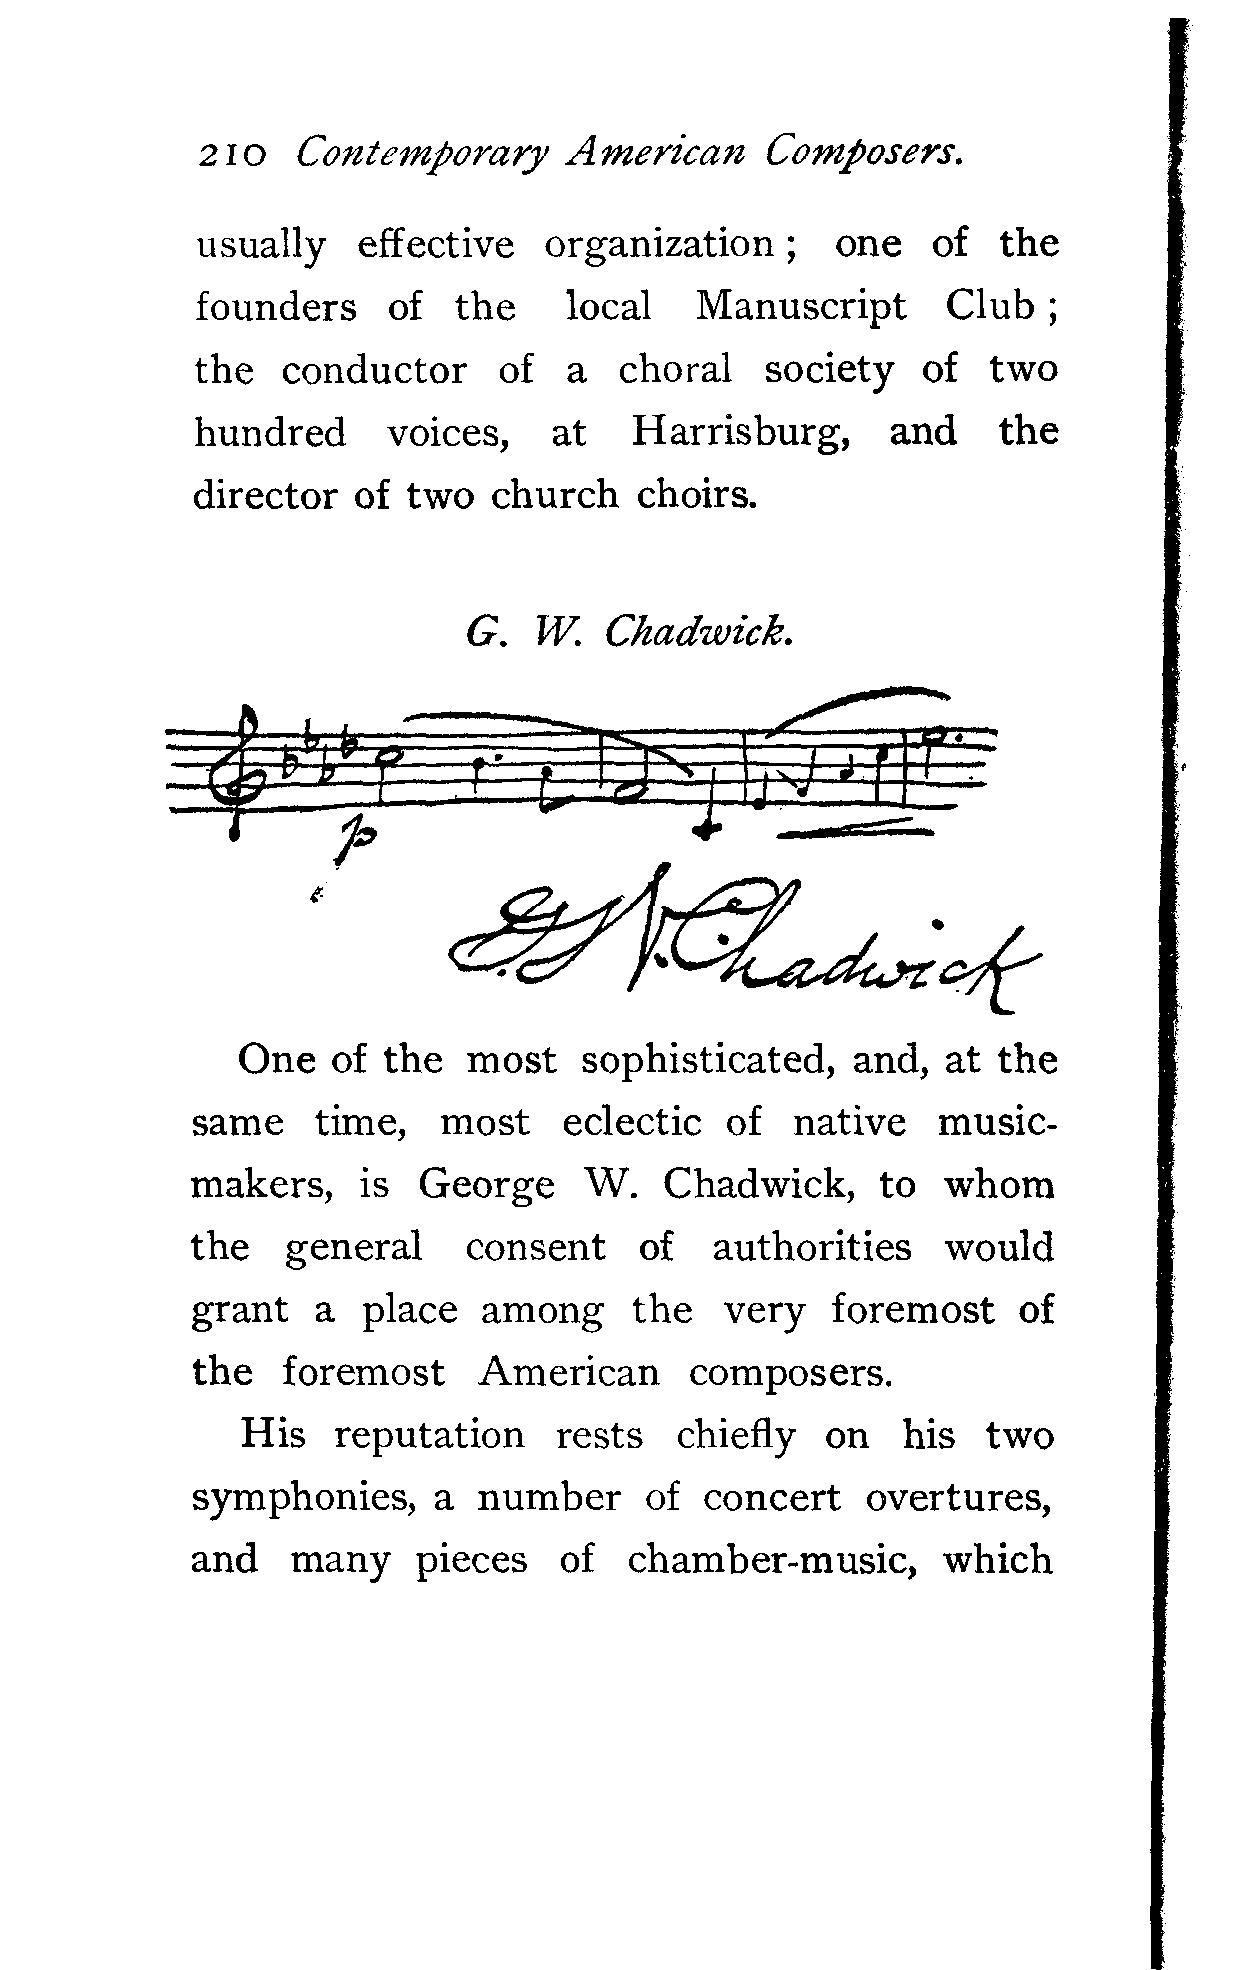 210 Contemporary American Composers.
usually effective organization; one of the
founders of the local Manuscript Club;
the conductor of a choral society of two
hundred voices, at Harrisburg, and the
director of two church choirs.
G. W. Chadwick.
p
G. W. Chadwick
One of the most sophisticated, and, at the
same time, most eclectic of native music-
makers, is George W. Chadwick, to whom
the general consent of authorities would
grant a place among the very foremost of
the foremost American composers.
His reputation rests chiefly on his two
symphonies, a number of concert overtures,
and many pieces of chamber-music, which